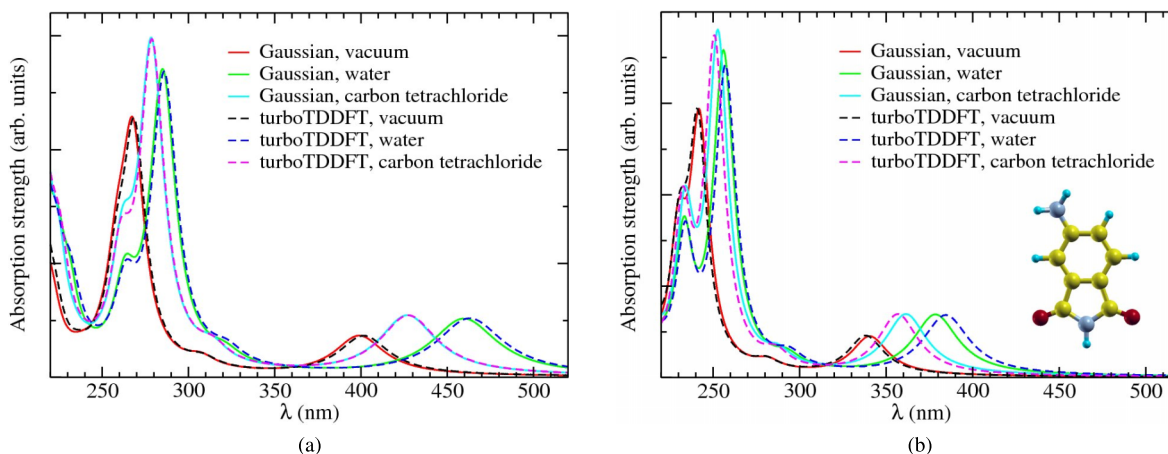 Absorption strength (arb. units)
Gaussian, vacuum
Gaussian, water
Gaussian, carbon tetrachloride
turboTDDFT, vacuum
turboTDDFT, water
turboTDDFT, carbon tetrachloride
250 300 350 400 450 500
λ (nm)
(a)
Absorption strength (arb. units)
Gaussian, vacuum
Gaussian, water
Gaussian, carbon tetrachloride
turboTDDFT, vacuum
turboTDDFT, water
turboTDDFT, carbon tetrachloride
250 300 350 400 450 500
λ (nm)
(b)